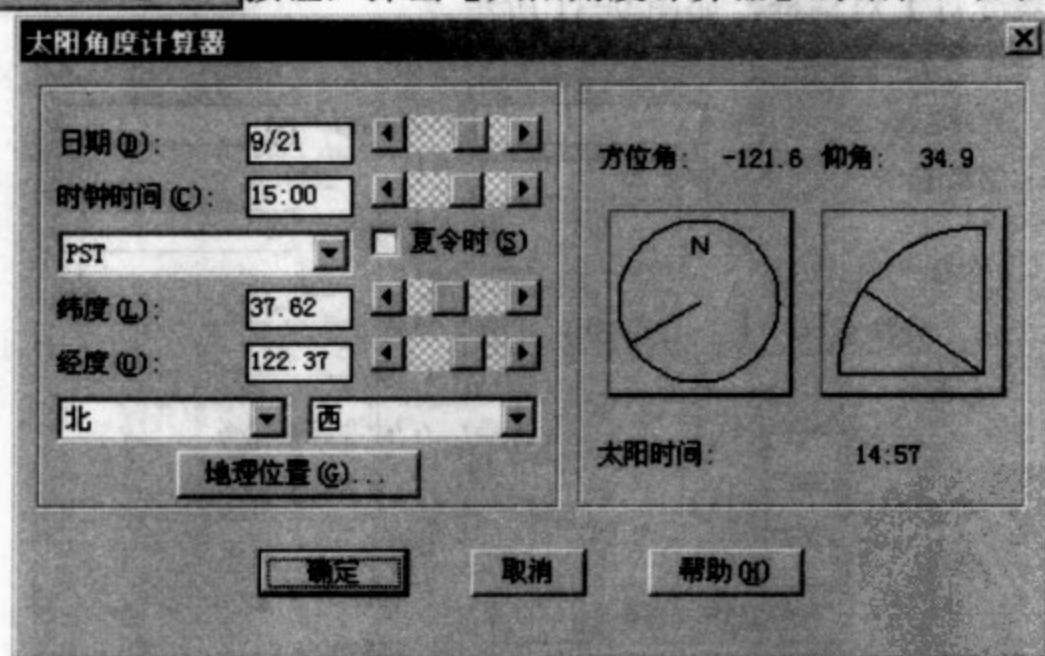 太阳角度计算器
日期(D): 9/21
时钟时间(C): 15:00
PST 夏令时(S)
纬度(L): 37.62
经度(O): 122.37
北 西
地理位置(G)...
方位角: -121.6 仰角: 34.9
N
太阳时间: 14:57
确定 取消 帮助(H)